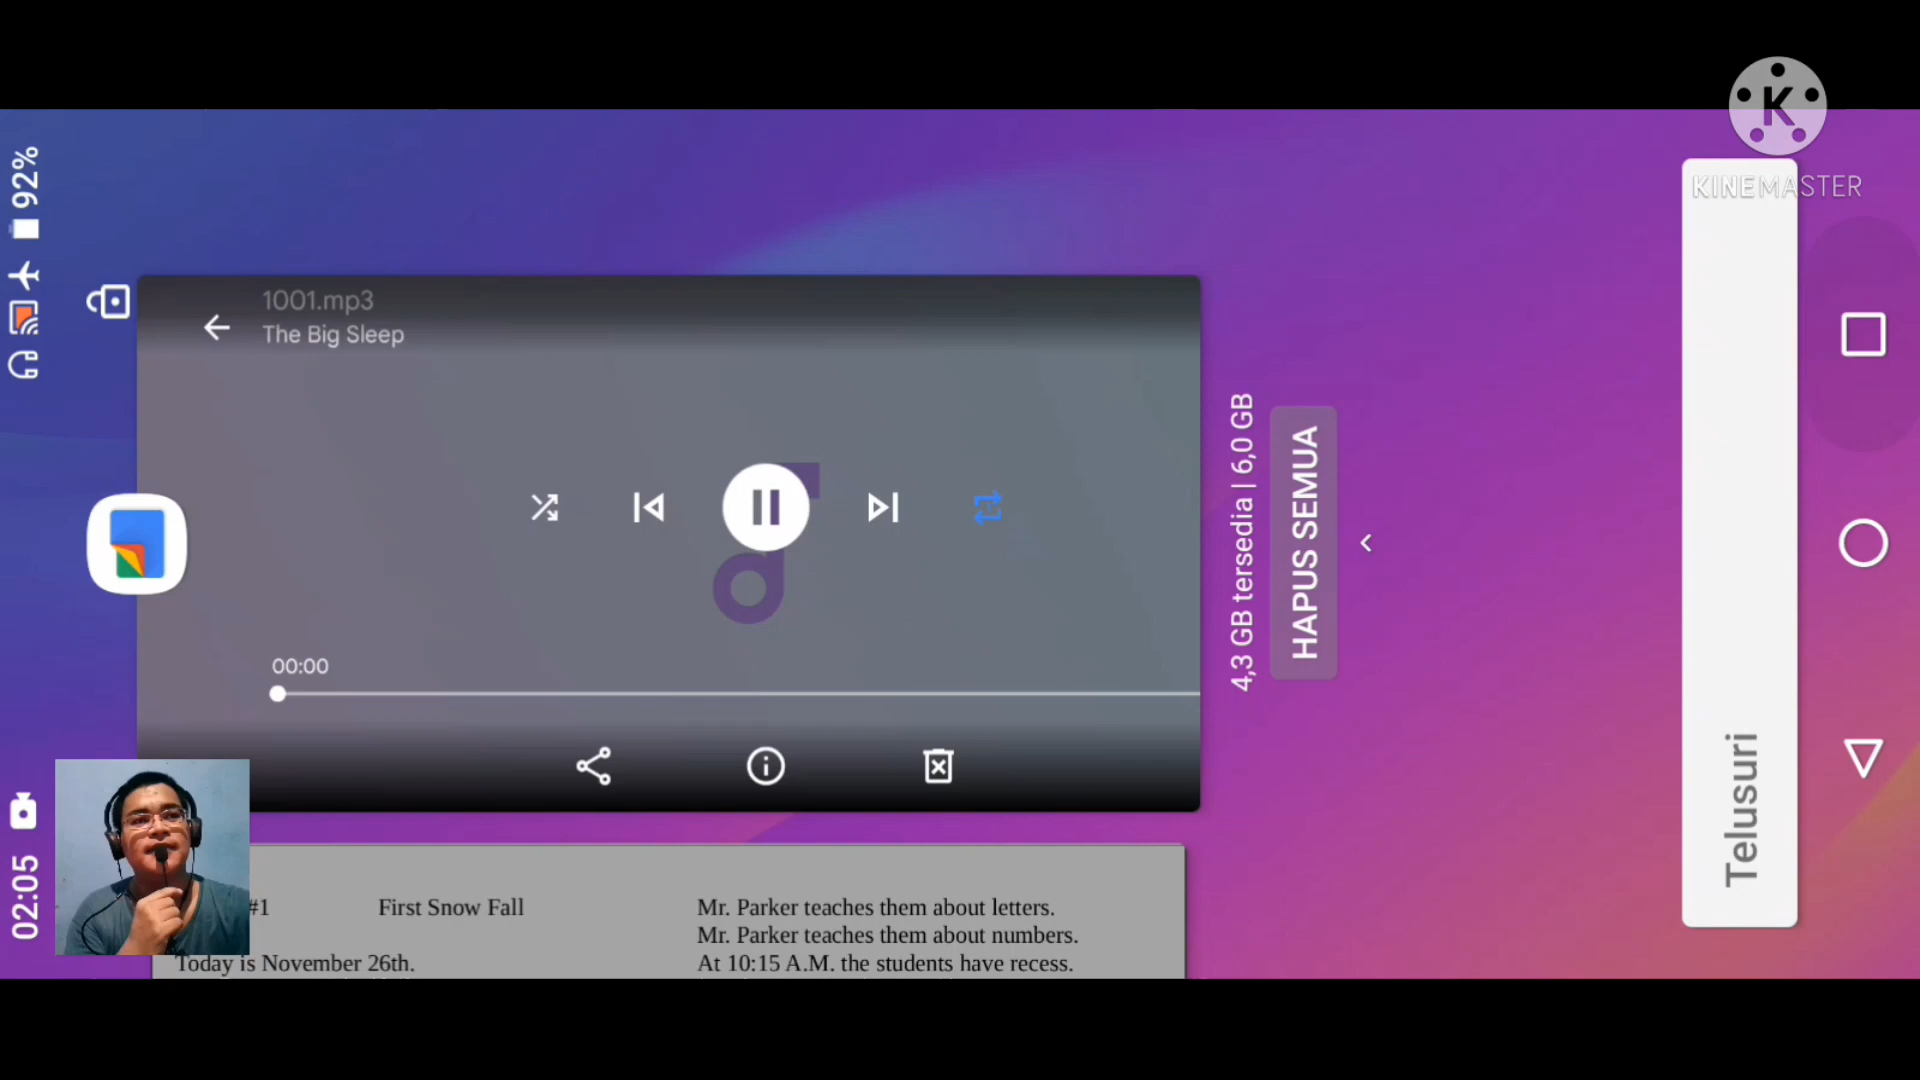 KINEMASTER
92%
02:05
1001.mp3
The Big Sleep
00:00
4,3 GB tersedia | 6,0 GB
HAPUS SEMUA
Telusuri
#1 First Snow Fall
Today is November 26th.
Mr. Parker teaches them about letters.
Mr. Parker teaches them about numbers.
At 10:15 A.M. the students have recess.